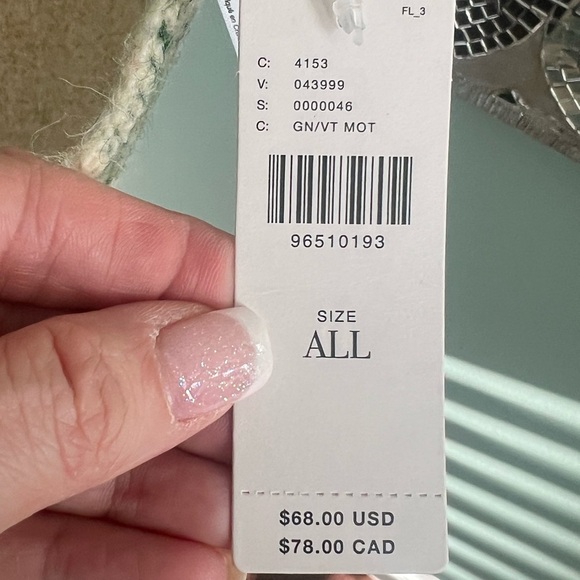 FL_3
C: 4153
V: 043999
S: 0000046
C: GN/VT MOT
96510193
SIZE
ALL
$68.00 USD
$78.00 CAD